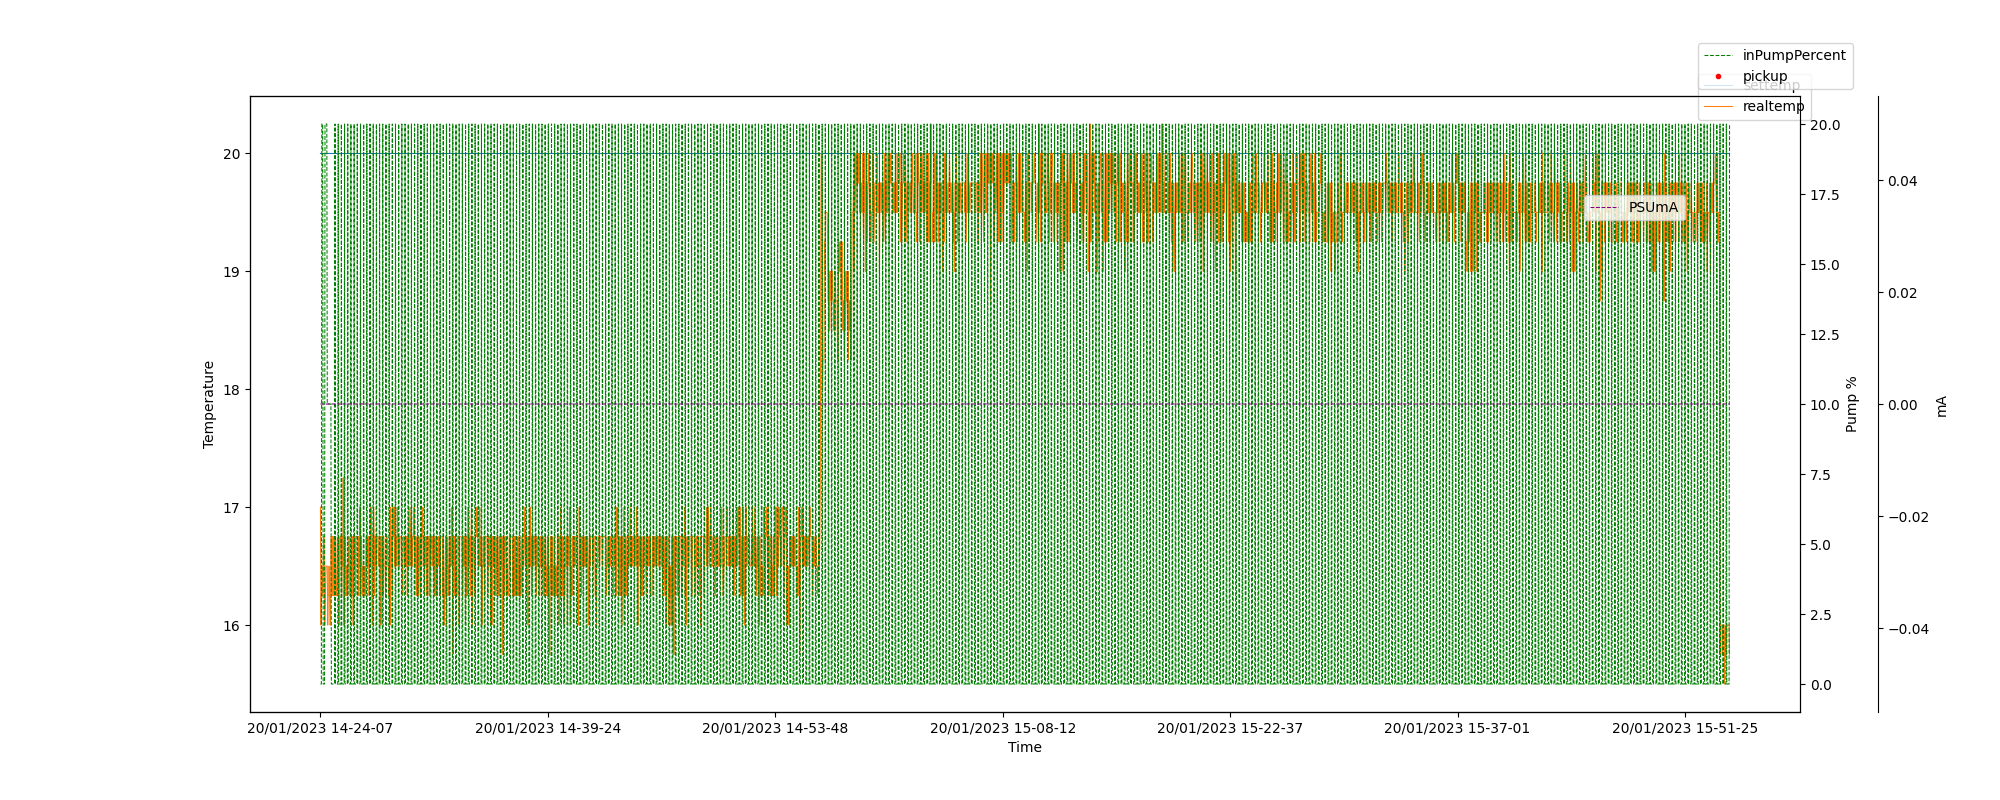 inPumpPercent
pickup
settemp
realtemp
PSUmA
20
19
18
17
16
Temperature
20.0
17.5
15.0
12.5
10.0
7.5
5.0
2.5
0.0
Pump %
0.04
0.02
0.00
−0.02
−0.04
mA
20/01/2023 14-24-07
20/01/2023 14-39-24
20/01/2023 14-53-48
20/01/2023 15-08-12
20/01/2023 15-22-37
20/01/2023 15-37-01
20/01/2023 15-51-25
Time